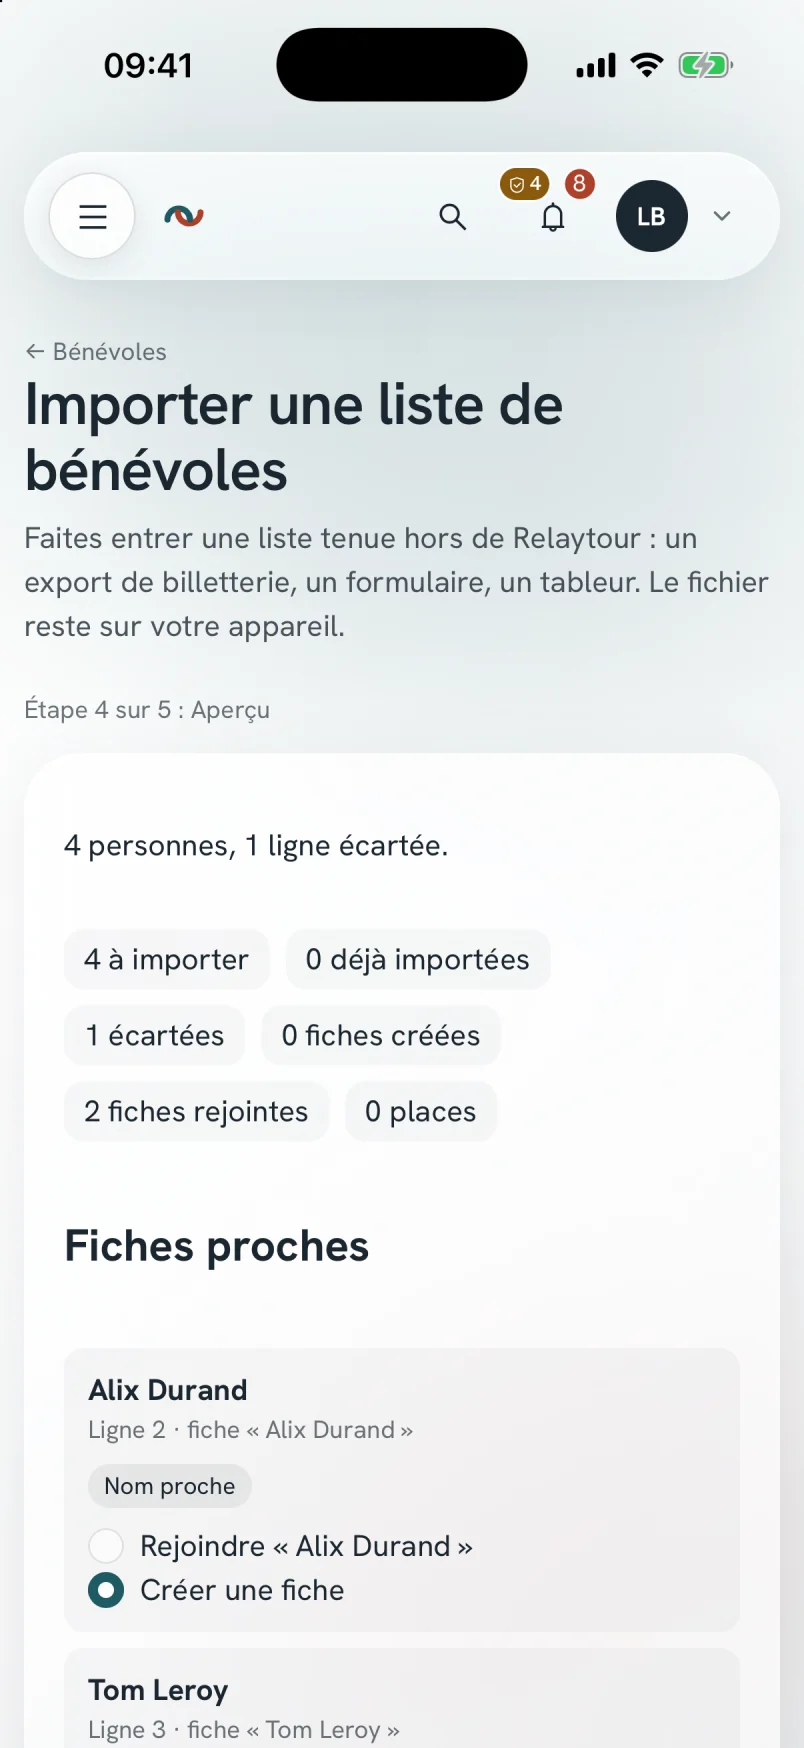 09:41
4
8
LB
← Bénévoles
Importer une liste de
bénévoles
Faites entrer une liste tenue hors de Relaytour : un
export de billetterie, un formulaire, un tableur. Le fichier
reste sur votre appareil.
Étape 4 sur 5 : Aperçu
4 personnes, 1 ligne écartée.
4 à importer
0 déjà importées
1 écartées
0 fiches créées
2 fiches rejointes
0 places
Fiches proches
Alix Durand
Ligne 2 · fiche « Alix Durand »
Nom proche
Rejoindre « Alix Durand »
Créer une fiche
Tom Leroy
Ligne 3 · fiche « Tom Leroy »